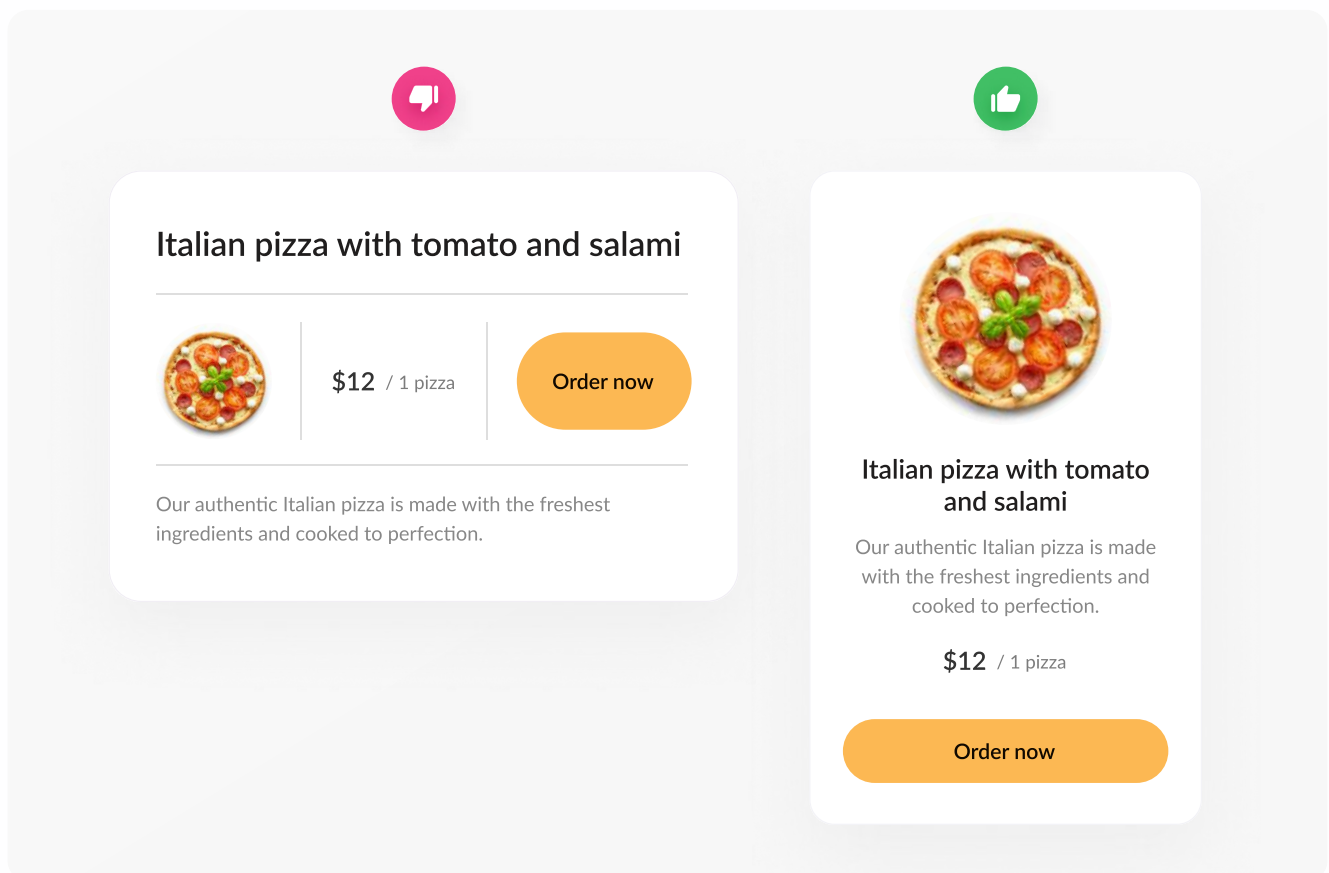 Italian pizza with tomato and salami
$12 / 1 pizza
Order now
Our authentic Italian pizza is made with the freshest
ingredients and cooked to perfection.
Italian pizza with tomato
and salami
Our authentic Italian pizza is made
with the freshest ingredients and
cooked to perfection.
$12 / 1 pizza
Order now